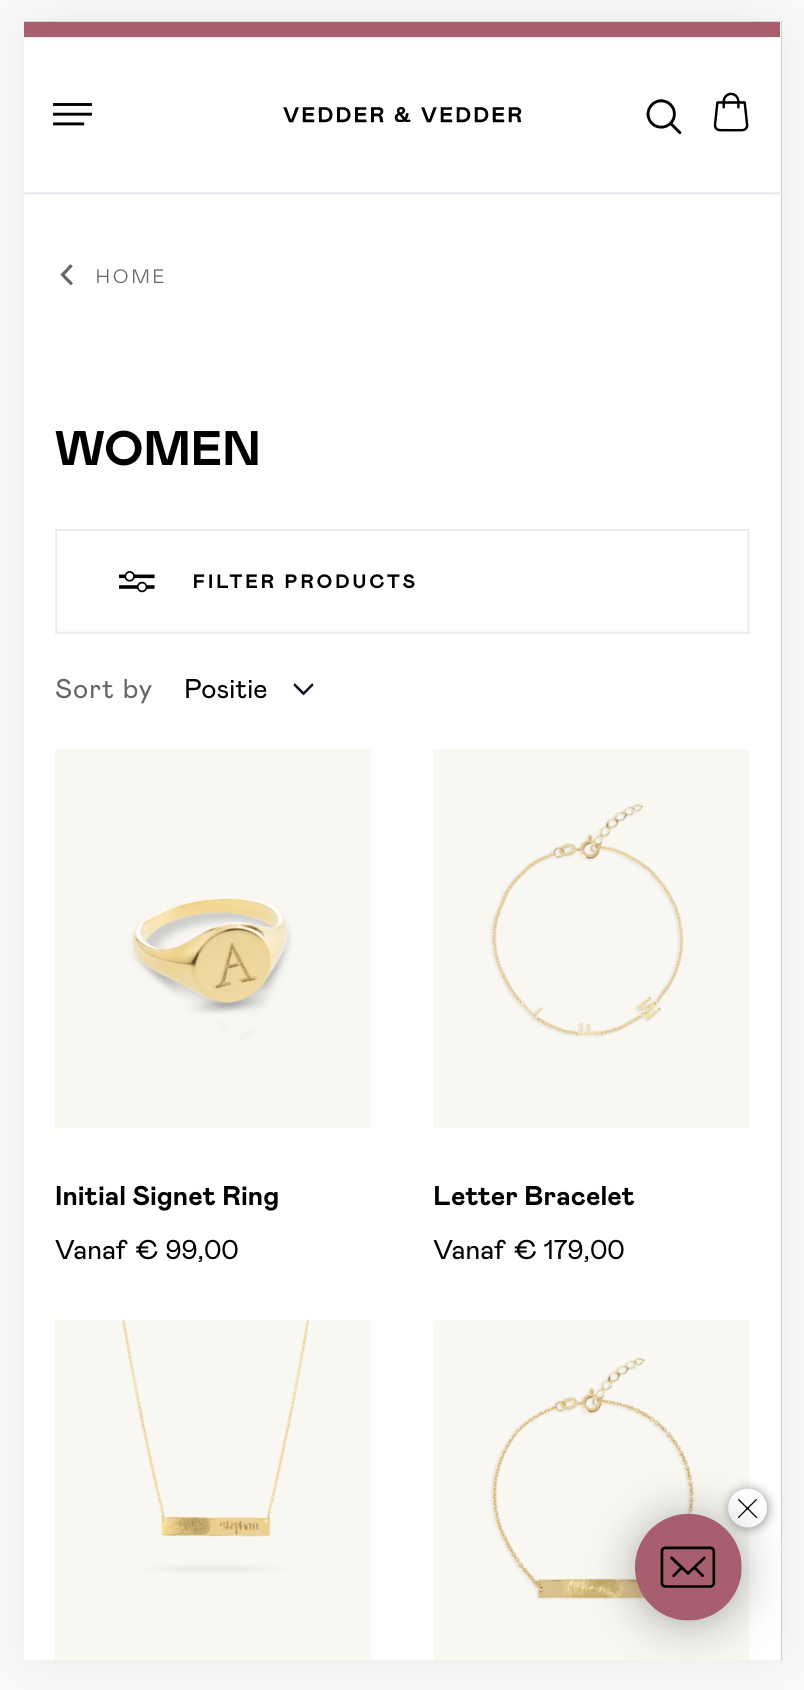 VEDDER & VEDDER
HOME
WOMEN
FILTER PRODUCTS
Sort by Positie
A
Initial Signet Ring
Letter Bracelet
Vanaf € 99,00
Vanaf € 179,00
stephan